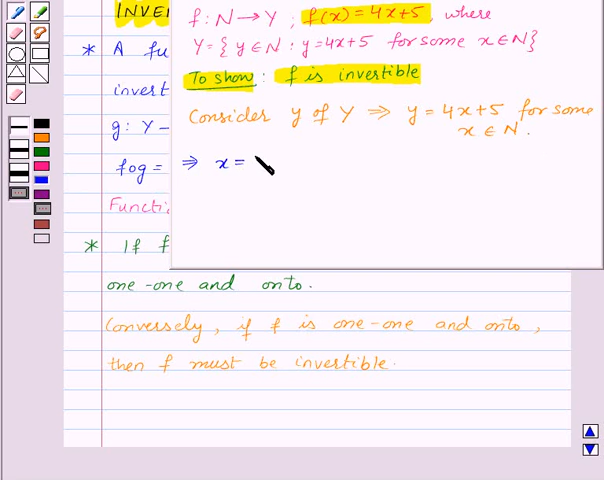 INVE
f : N → Y ; f(x) = 4x+5, where
Y = { y ∈ N : y = 4x+5 for some x ∈ N }
To show : f is invertible
Consider y of Y ⇒ y = 4x+5 for some
x ∈ N.
⇒ x =
* A fu
invert
g : Y –
fog =
Functi
* If f
one-one and onto.
Conversely, if f is one-one and onto,
then f must be invertible.